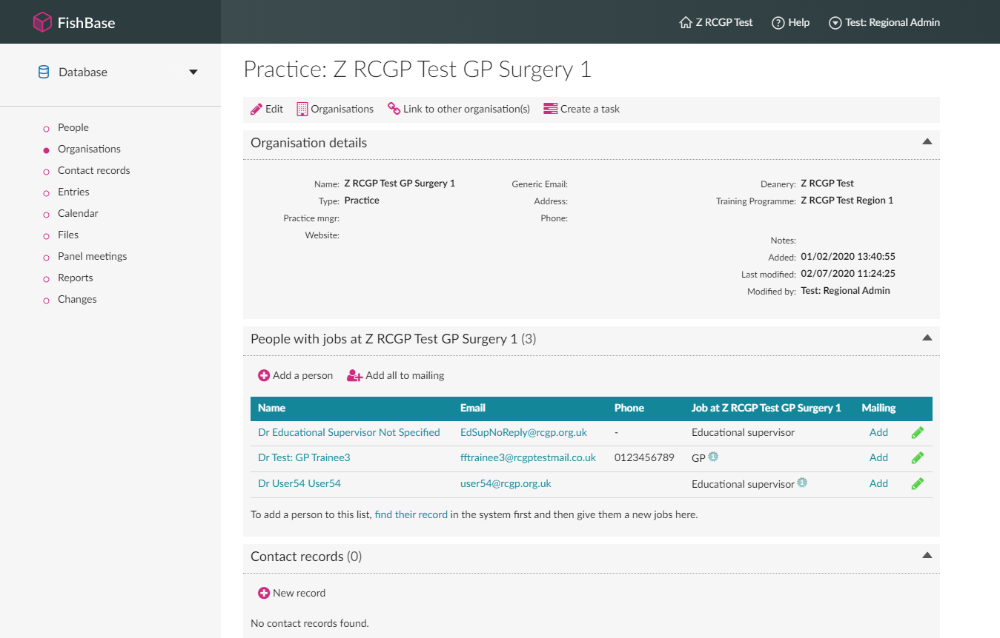 FishBase
Z RCGP Test
? Help
Test: Regional Admin
Database
People
Organisations
Contact records
Entries
Calendar
Files
Panel meetings
Reports
Changes
Practice: Z RCGP Test GP Surgery 1
Edit Organisations Link to other organisation(s) Create a task
Organisation details
Name: Z RCGP Test GP Surgery 1
Type: Practice
Practice mngr:
Website:
Generic Email:
Address:
Phone:
Deanery: Z RCGP Test
Training Programme: Z RCGP Test Region 1
Notes:
Added: 01/02/2020 13:40:55
Last modified: 02/07/2020 11:24:25
Modified by: Test: Regional Admin
People with jobs at Z RCGP Test GP Surgery 1 (3)
Add a person Add all to mailing
Name Email Phone Job at Z RCGP Test GP Surgery 1 Mailing
Dr Educational Supervisor Not Specified EdSupNoReply@rcgp.org.uk - Educational supervisor Add
Dr Test: GP Trainee3 fftrainee3@rcgptestmail.co.uk 0123456789 GP 1 Add
Dr User54 User54 user54@rcgp.org.uk Educational supervisor 1 Add
To add a person to this list, find their record in the system first and then give them a new jobs here.
Contact records (0)
New record
No contact records found.